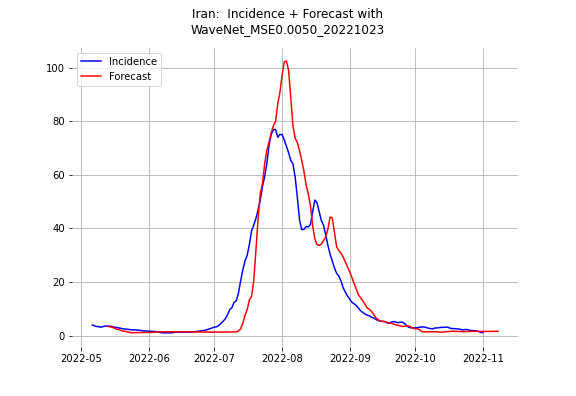 Iran:  Incidence + Forecast with
WaveNet_MSE0.0050_20221023
Incidence
Forecast
100
80
60
40
20
0
2022-05 2022-06 2022-07 2022-08 2022-09 2022-10 2022-11